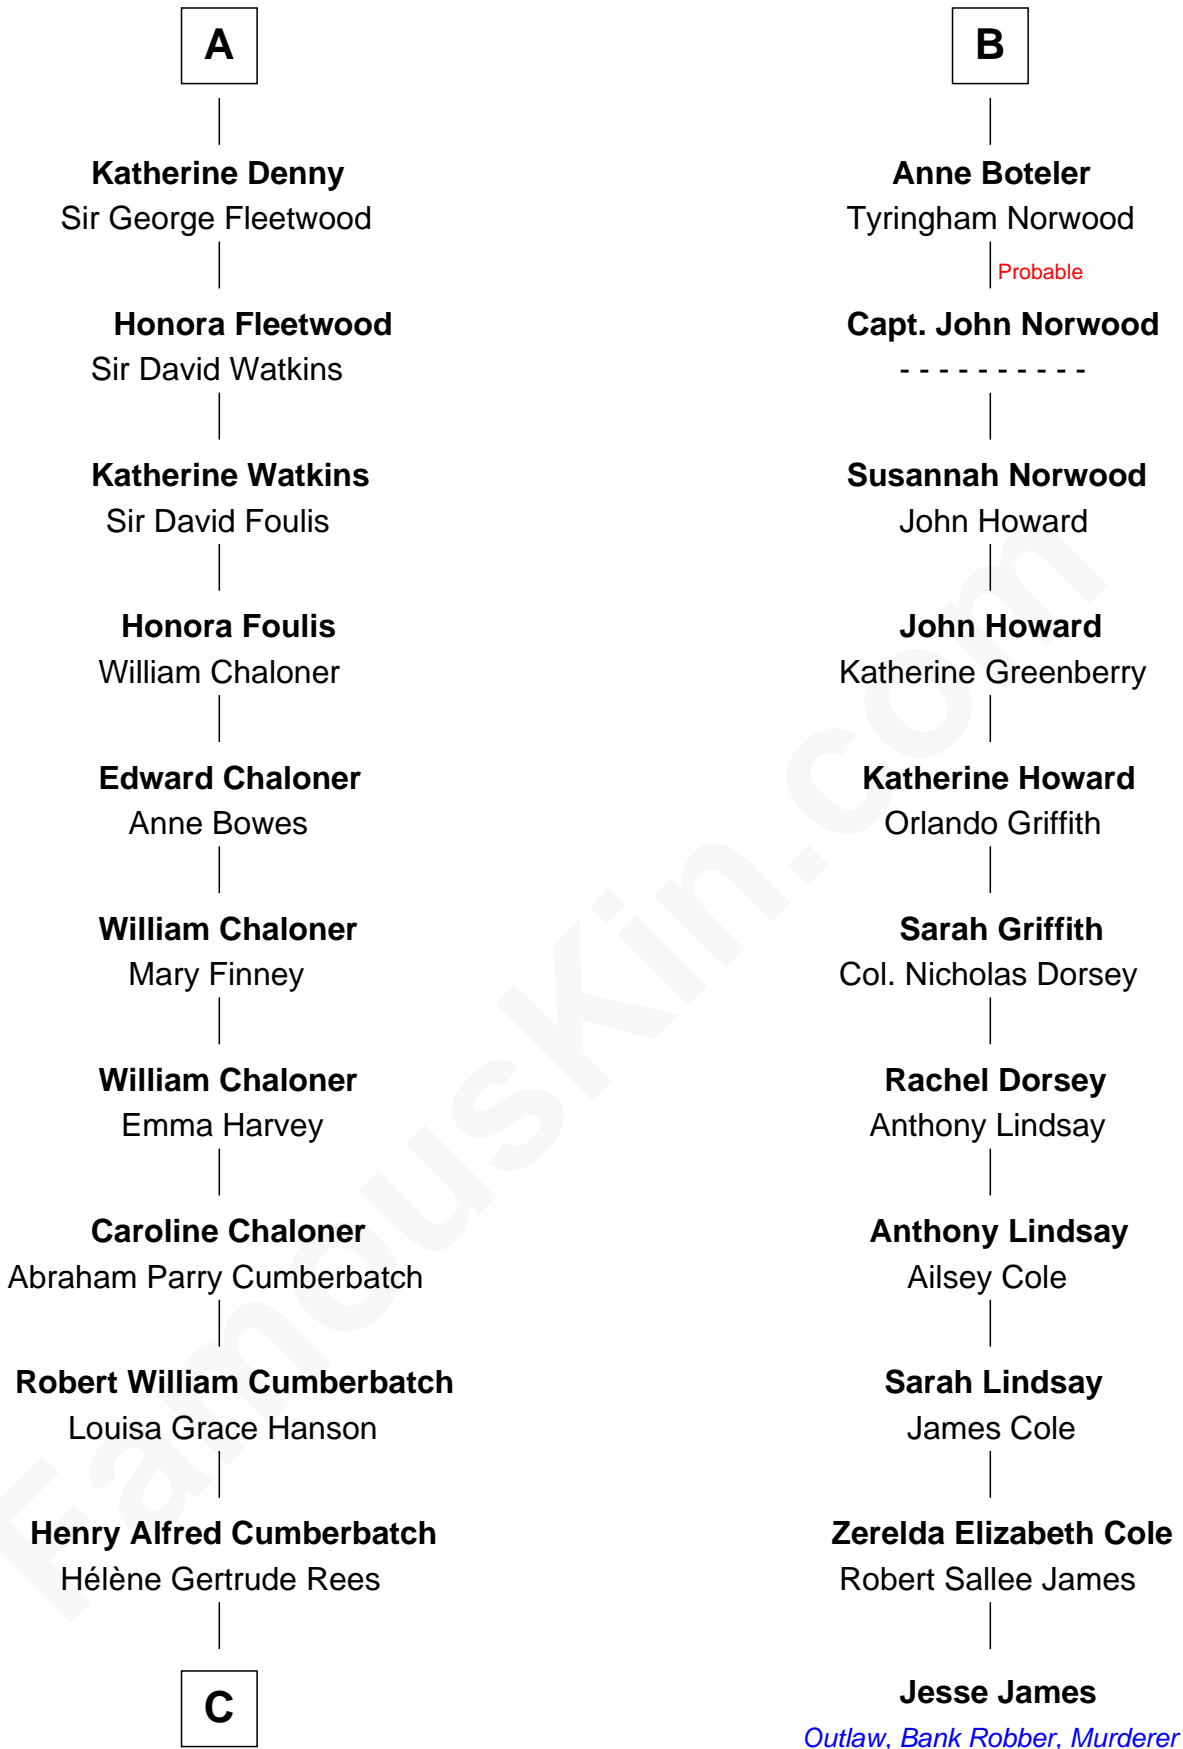 A
Katherine Denny
Sir George Fleetwood
Honora Fleetwood
Sir David Watkins
Katherine Watkins
Sir David Foulis
Honora Foulis
William Chaloner
Edward Chaloner
Anne Bowes
William Chaloner
Mary Finney
William Chaloner
Emma Harvey
Caroline Chaloner
Abraham Parry Cumberbatch
Robert William Cumberbatch
Louisa Grace Hanson
Henry Alfred Cumberbatch
Hélène Gertrude Rees
C
B
Anne Boteler
Tyringham Norwood
Probable
Capt. John Norwood
- - - - - - - - - -
Susannah Norwood
John Howard
John Howard
Katherine Greenberry
Katherine Howard
Orlando Griffith
Sarah Griffith
Col. Nicholas Dorsey
Rachel Dorsey
Anthony Lindsay
Anthony Lindsay
Ailsey Cole
Sarah Lindsay
James Cole
Zerelda Elizabeth Cole
Robert Sallee James
Jesse James
Outlaw, Bank Robber, Murderer
FamousKin.com